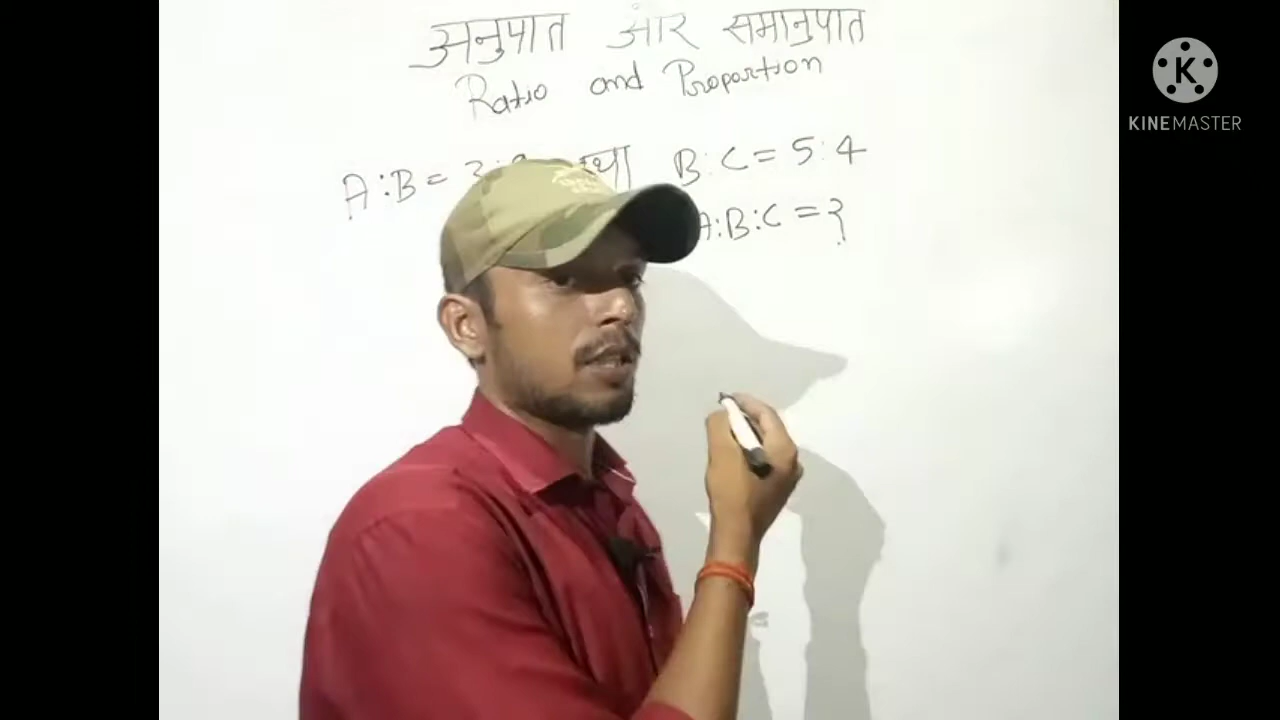 अनुपात और समानुपात
Ratio and Proportion
A:B = तथा B:C = 5:4
A:B:C = ?
K
KINEMASTER